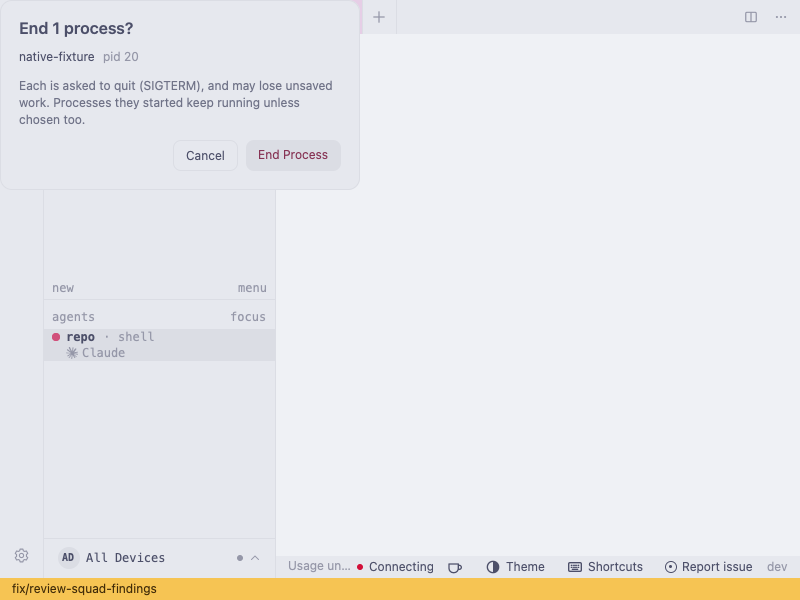 End 1 process?
native-fixture pid 20
Each is asked to quit (SIGTERM), and may lose unsaved
work. Processes they started keep running unless
chosen too.
Cancel End Process
new menu
agents focus
repo · shell
Claude
AD All Devices
Usage un... Connecting Theme Shortcuts Report issue dev
fix/review-squad-findings